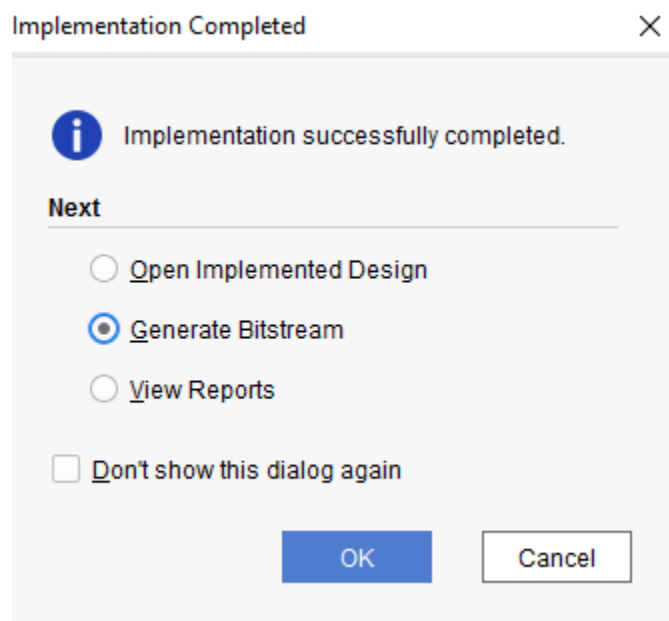 Implementation Completed
Implementation successfully completed.
Next
Open Implemented Design
Generate Bitstream
View Reports
Don't show this dialog again
OK
Cancel